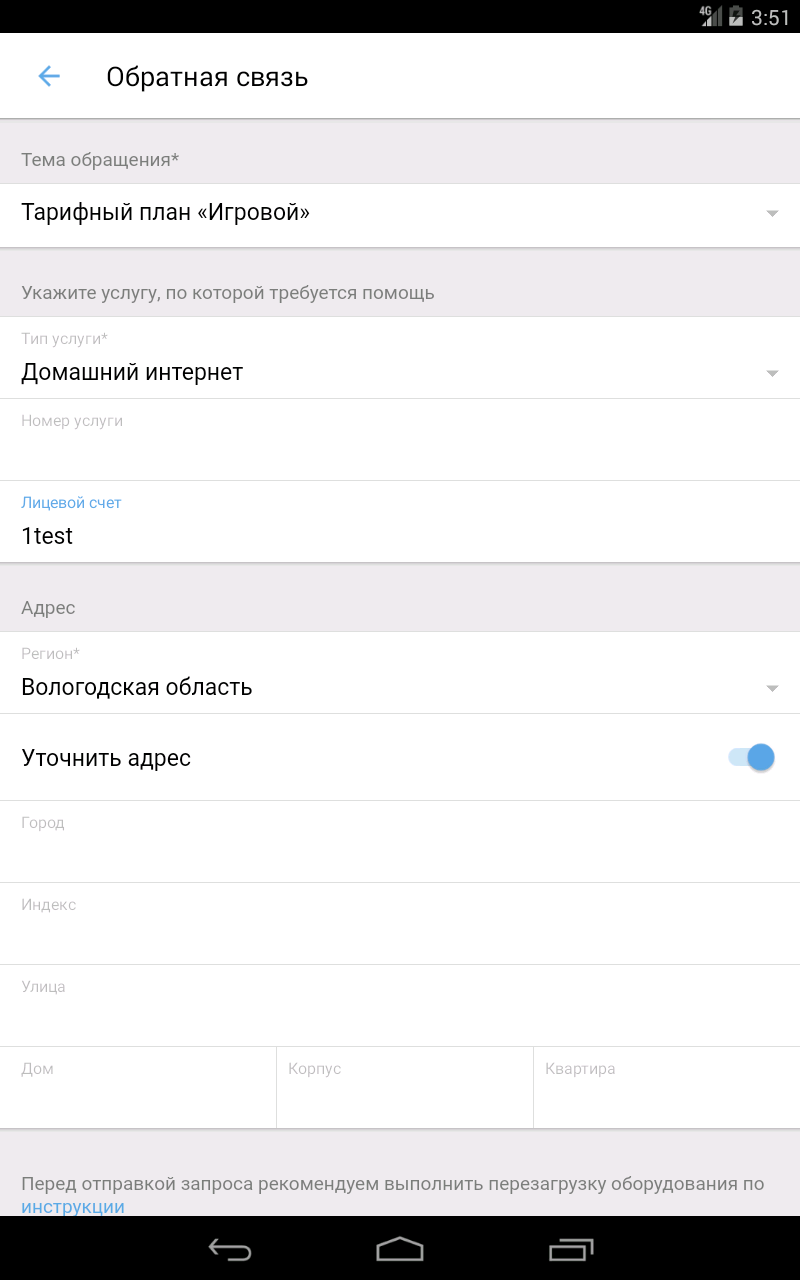 4G 3:51
Обратная связь
Тема обращения*
Тарифный план «Игровой»
Укажите услугу, по которой требуется помощь
Тип услуги*
Домашний интернет
Номер услуги
Лицевой счет
1test
Адрес
Регион*
Вологодская область
Уточнить адрес
Город
Индекс
Улица
Дом Корпус Квартира
Перед отправкой запроса рекомендуем выполнить перезагрузку оборудования по
инструкции